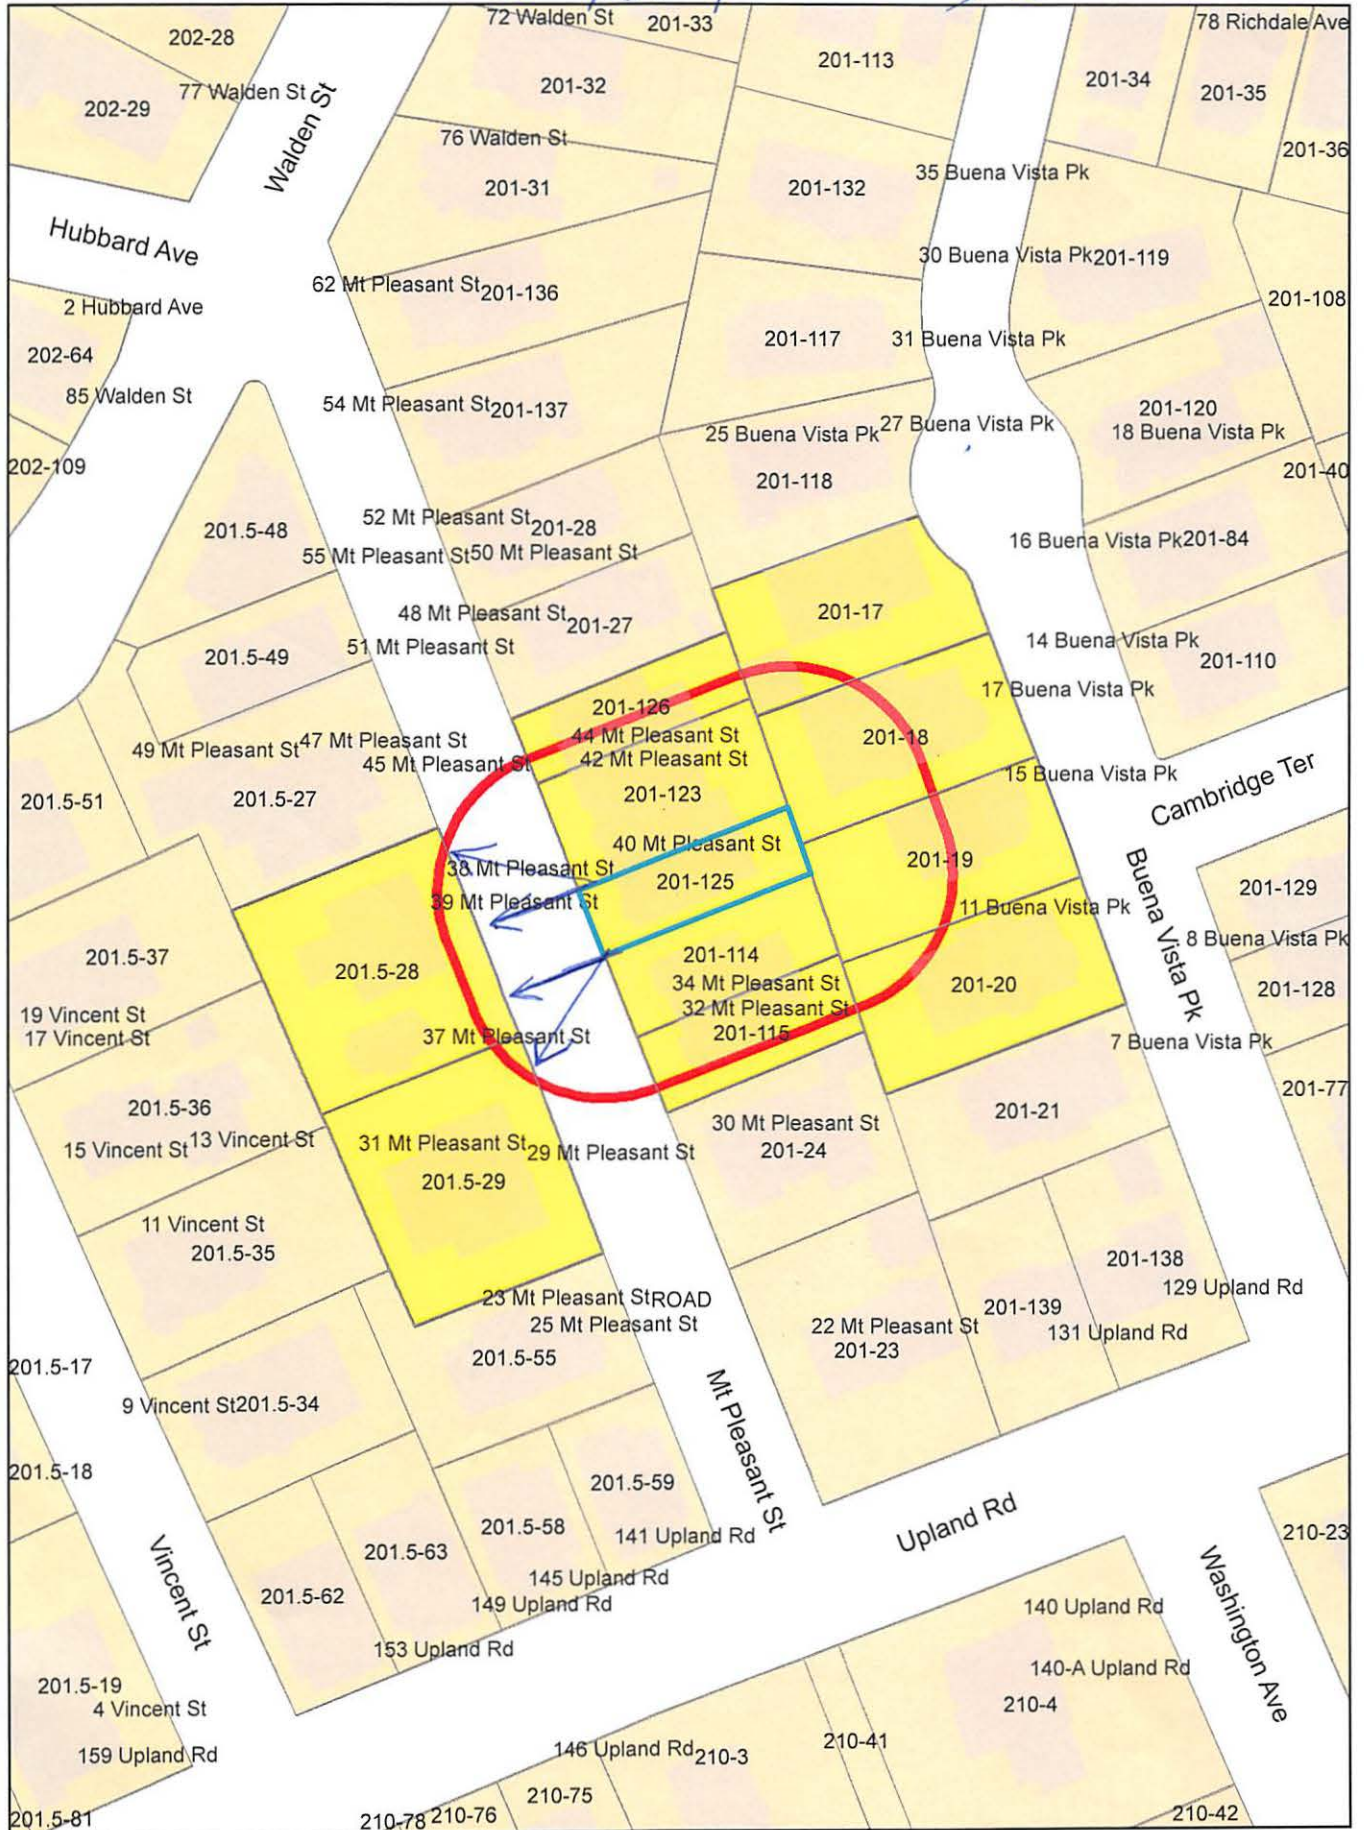 72 Walden St
201-33
78 Richdale Ave
202-28
201-113
201-34
201-35
77 Walden St
201-32
202-29
Walden St
76 Walden St
201-36
35 Buena Vista Pk
201-31
201-132
Hubbard Ave
30 Buena Vista Pk
201-119
62 Mt Pleasant St
201-136
201-108
2 Hubbard Ave
201-117
31 Buena Vista Pk
202-64
85 Walden St
54 Mt Pleasant St
201-137
201-120
18 Buena Vista Pk
25 Buena Vista Pk
27 Buena Vista Pk
202-109
201-118
201-40
52 Mt Pleasant St
201-28
201.5-48
16 Buena Vista Pk
201-84
55 Mt Pleasant St
50 Mt Pleasant St
48 Mt Pleasant St
201-27
201-17
51 Mt Pleasant St
201.5-49
14 Buena Vista Pk
201-110
17 Buena Vista Pk
201-126
44 Mt Pleasant St
42 Mt Pleasant St
201-18
49 Mt Pleasant St
47 Mt Pleasant St
45 Mt Pleasant St
15 Buena Vista Pk
Cambridge Ter
201.5-51
201.5-27
201-123
40 Mt Pleasant St
38 Mt Pleasant St
201-125
201-19
Buena Vista Pk
201-129
39 Mt Pleasant St
11 Buena Vista Pk
8 Buena Vista Pk
201.5-37
201.5-28
201-114
34 Mt Pleasant St
201-20
201-128
19 Vincent St
17 Vincent St
32 Mt Pleasant St
201-115
37 Mt Pleasant St
7 Buena Vista Pk
201-77
201.5-36
15 Vincent St
13 Vincent St
31 Mt Pleasant St
29 Mt Pleasant St
201.5-29
30 Mt Pleasant St
201-24
201-21
11 Vincent St
201.5-35
201-138
129 Upland Rd
23 Mt Pleasant St
ROAD
25 Mt Pleasant St
201-139
131 Upland Rd
22 Mt Pleasant St
201-23
201.5-55
201.5-17
9 Vincent St
201.5-34
Mt Pleasant St
201.5-18
201.5-59
201.5-58
141 Upland Rd
Upland Rd
210-23
Vincent St
201.5-63
201.5-62
145 Upland Rd
149 Upland Rd
153 Upland Rd
Washington Ave
140 Upland Rd
140-A Upland Rd
210-4
201.5-19
4 Vincent St
159 Upland Rd
146 Upland Rd
210-3
210-41
210-75
201.5-81
210-78
210-76
210-42